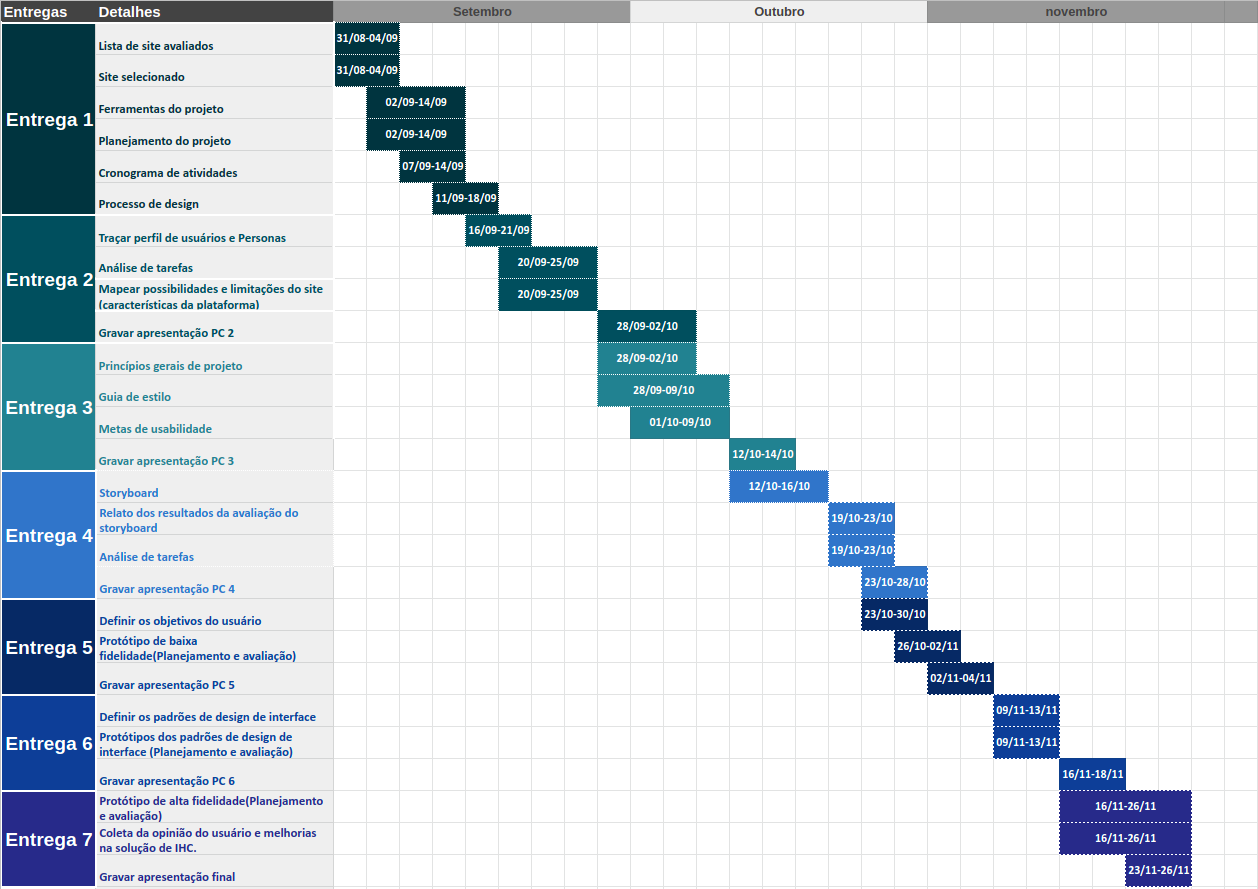 Entregas Detalhes Setembro Outubro novembro
Entrega 1
Lista de site avaliados 31/08-04/09
Site selecionado 31/08-04/09
Ferramentas do projeto 02/09-14/09
Planejamento do projeto 02/09-14/09
Cronograma de atividades 07/09-14/09
Processo de design 11/09-18/09
Entrega 2
Traçar perfil de usuários e Personas 16/09-21/09
Análise de tarefas 20/09-25/09
Mapear possibilidades e limitações do site
(características da plataforma) 20/09-25/09
Gravar apresentação PC 2 28/09-02/10
Entrega 3
Princípios gerais de projeto 28/09-02/10
Guia de estilo 28/09-09/10
Metas de usabilidade 01/10-09/10
Gravar apresentação PC 3 12/10-14/10
Entrega 4
Storyboard 12/10-16/10
Relato dos resultados da avaliação do
storyboard 19/10-23/10
Análise de tarefas 19/10-23/10
Gravar apresentação PC 4 23/10-28/10
Entrega 5
Definir os objetivos do usuário 23/10-30/10
Protótipo de baixa
fidelidade(Planejamento e avaliação) 26/10-02/11
Gravar apresentação PC 5 02/11-04/11
Entrega 6
Definir os padrões de design de interface 09/11-13/11
Protótipos dos padrões de design de
interface (Planejamento e avaliação) 09/11-13/11
Gravar apresentação PC 6 16/11-18/11
Entrega 7
Protótipo de alta fidelidade(Planejamento
e avaliação) 16/11-26/11
Coleta da opinião do usuário e melhorias
na solução de IHC. 16/11-26/11
Gravar apresentação final 23/11-26/11